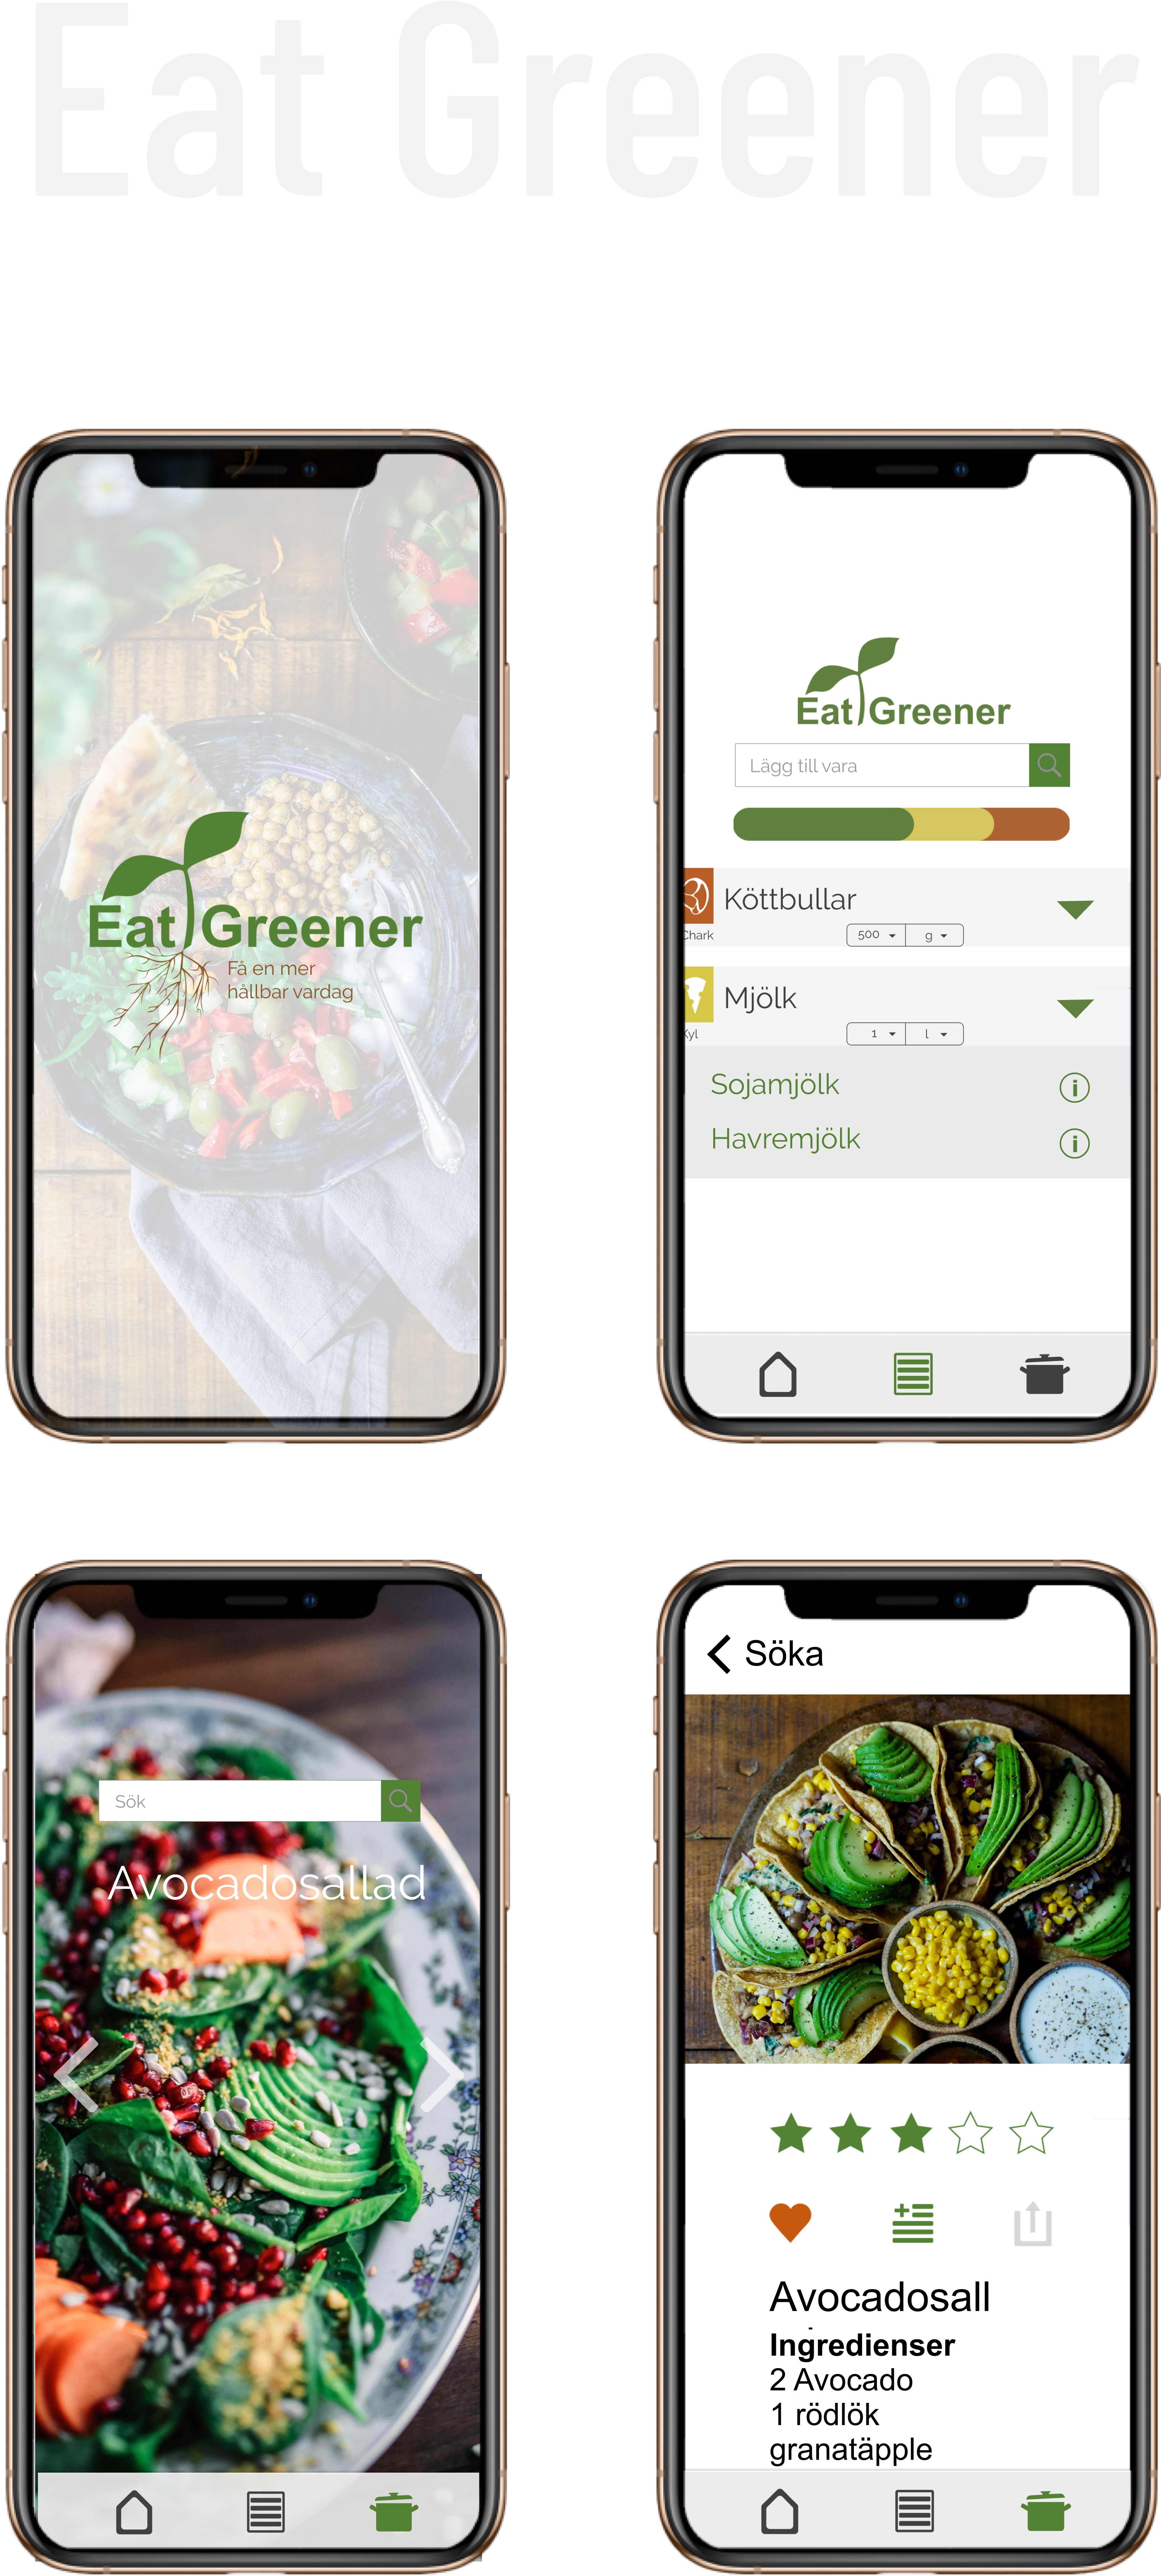 Eat Greener
Eat Greener
Få en mer
hållbar vardag
Eat Greener
Lägg till vara
Köttbullar
Chark
500 g
Mjölk
Kyl
1 l
Sojamjölk
i
Havremjölk
i
Sök
Avocadosallad
Söka
Avocadosall
Ingredienser
2 Avocado
1 rödlök
granatäpple